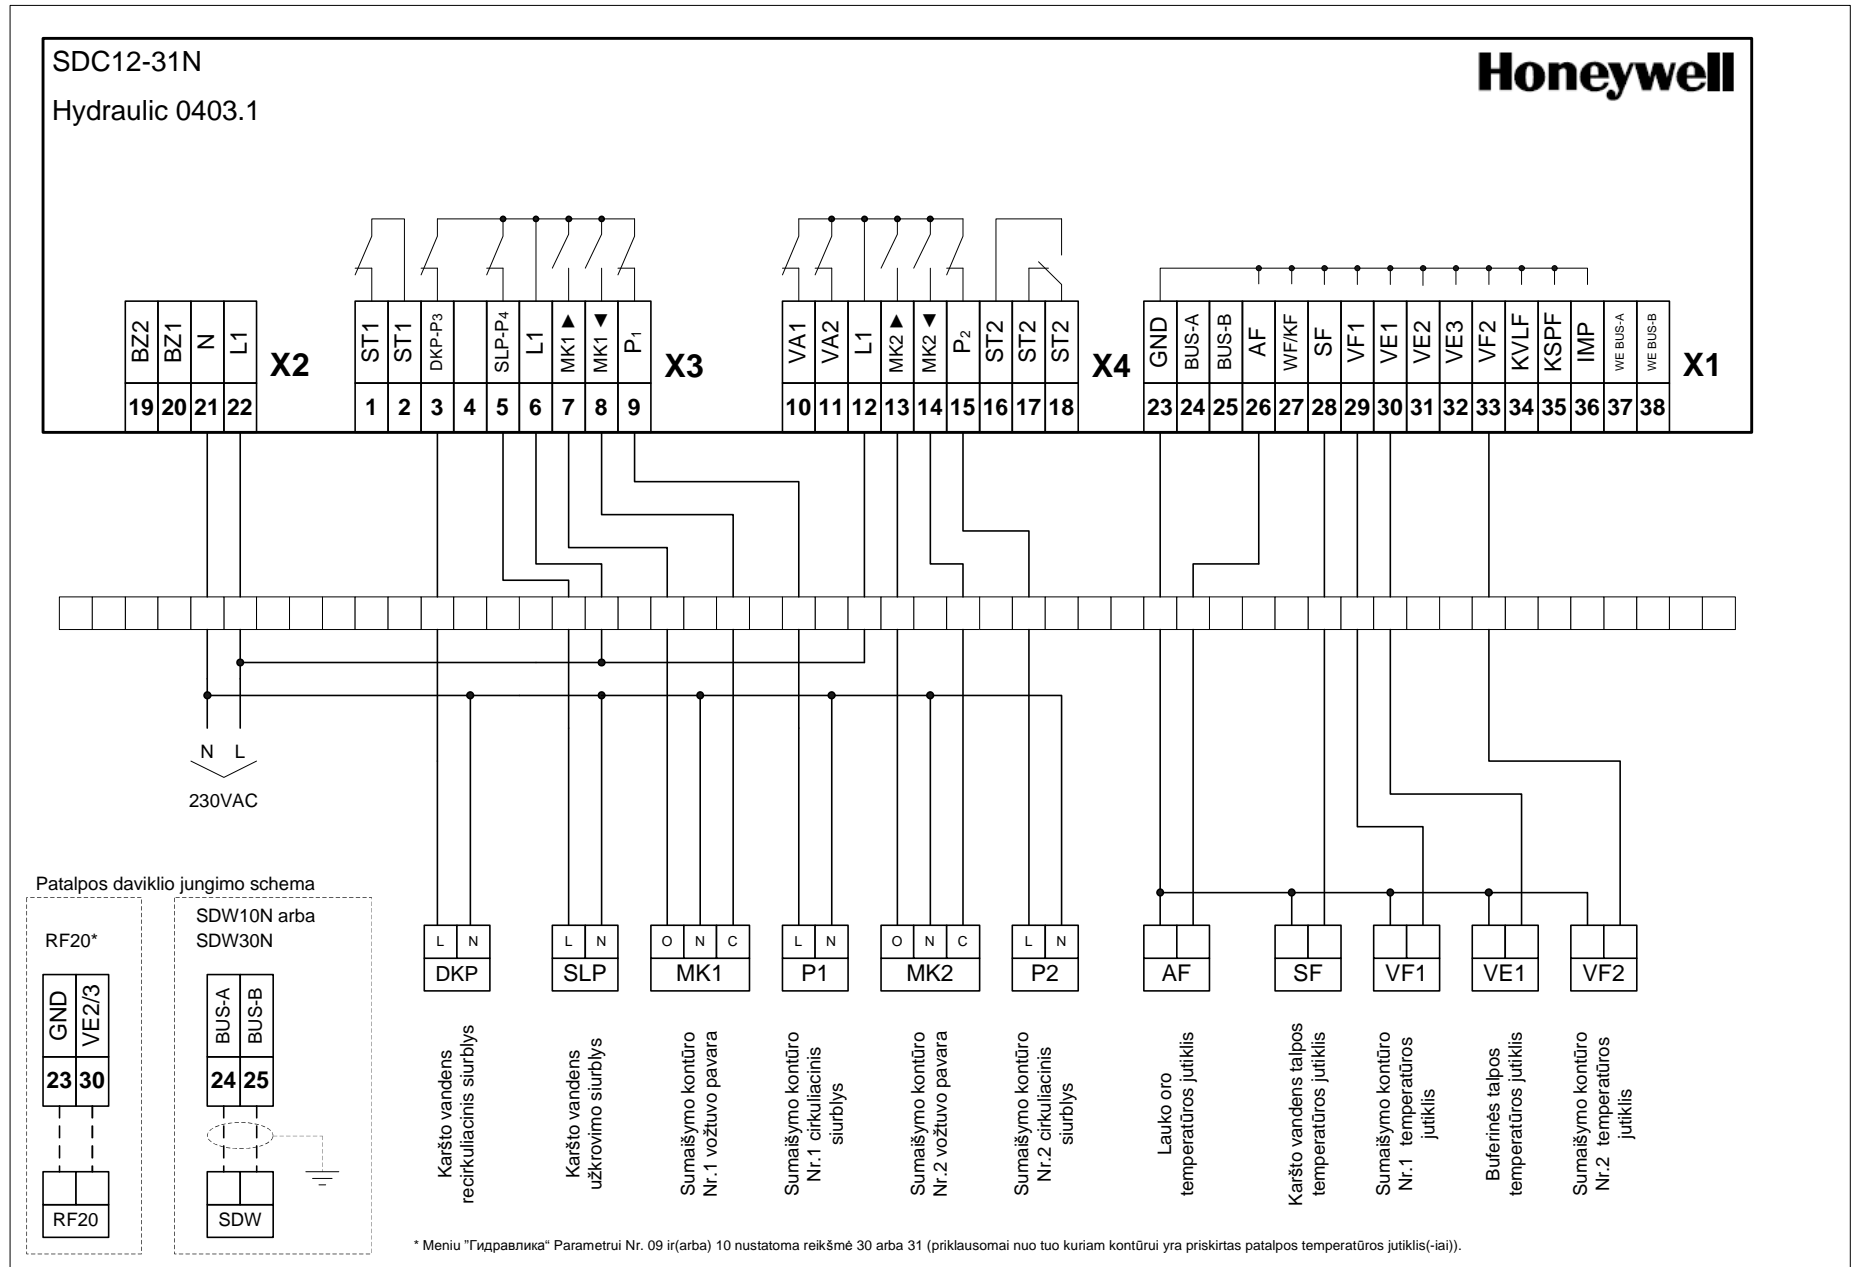 SDC12-31N
Honeywell
Hydraulic 0403.1
BZ2 BZ1 N L1
X2
ST1 ST1 DKP-P3 SLP-P4 L1 MK1 ► MK1 ◄ P1
X3
VA1 VA2 L1 MK2 ► MK2 ◄ P2 ST2 ST2 ST2
X4
GND BUS-A BUS-B AF WF/KF SF VF1 VE1 VE2 VE3 VF2 KVLF KSPF IMP WE BUS-A WE BUS-B
X1
19 20 21 22
1 2 3 4 5 6 7 8 9
10 11 12 13 14 15 16 17 18
23 24 25 26 27 28 29 30 31 32 33 34 35 36 37 38
N L
230VAC
Patalpos daviklio jungimo schema
RF20*
GND VE2/3
23 30
RF20
SDW10N arba
SDW30N
BUS-A BUS-B
24 25
SDW
L N
DKP
L N
SLP
O N C
MK1
L N
P1
O N C
MK2
L N
P2
AF
SF
VF1
VE1
VF2
Karšto vandens
recirkuliacinis siurblys
Karšto vandens
užkrovimo siurblys
Sumaišymo kontūro
Nr.1 vožtuvo pavara
Sumaišymo kontūro
Nr.1 cirkuliacinis
siurblys
Sumaišymo kontūro
Nr.2 vožtuvo pavara
Sumaišymo kontūro
Nr.2 cirkuliacinis
siurblys
Lauko oro
temperatūros jutiklis
Karšto vandens talpos
temperatūros jutiklis
Sumaišymo kontūro
Nr.1 temperatūros
jutiklis
Buferinės talpos
temperatūros jutiklis
Sumaišymo kontūro
Nr.2 temperatūros
jutiklis
* Meniu "Гидравлика“ Parametrui Nr. 09 ir(arba) 10 nustatoma reikšmė 30 arba 31 (priklausomai nuo tuo kuriam kontūrui yra priskirtas patalpos temperatūros jutiklis(-iai)).